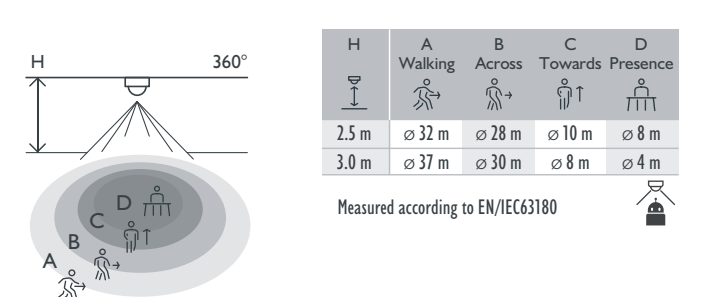 H 360°
D
C
B
A
H A B C D
Walking Across Towards Presence
2.5 m ⌀ 32 m ⌀ 28 m ⌀ 10 m ⌀ 8 m
3.0 m ⌀ 37 m ⌀ 30 m ⌀ 8 m ⌀ 4 m
Measured according to EN/IEC63180